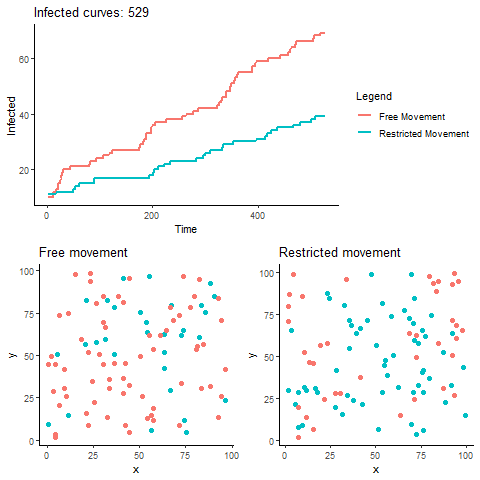 Infected curves: 529
60
40
20
Infected
0
200
400
Time
Legend
Free Movement
Restricted Movement
Free movement
100
75
50
25
0
y
0
25
50
75
100
x
Restricted movement
100
75
50
25
0
y
0
25
50
75
100
x